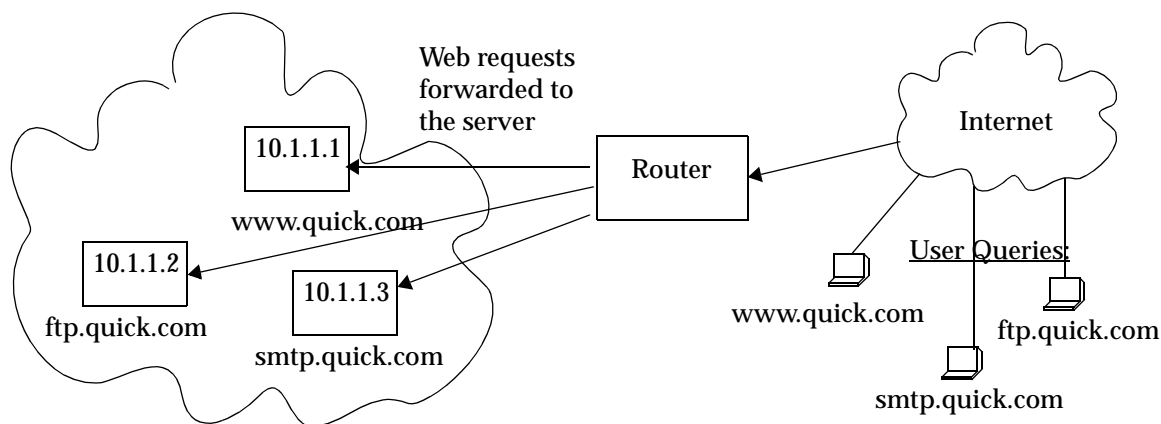 Web requests
forwarded to
the server
10.1.1.1
www.quick.com
10.1.1.2
ftp.quick.com
10.1.1.3
smtp.quick.com
Router
Internet
User Queries:
www.quick.com
ftp.quick.com
smtp.quick.com